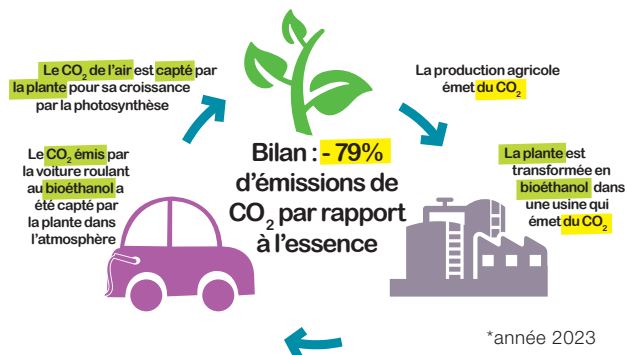 Le CO₂ de l'air est capté par
la plante pour sa croissance
par la photosynthèse
La production agricole
émet du CO₂
La plante est
transformée en
bioéthanol dans
une usine qui
émet du CO₂
Le CO₂ émis par
la voiture roulant
au bioéthanol a
été capté par
la plante dans
l'atmosphère
Bilan : - 79%
d'émissions de
CO₂ par rapport
à l'essence
*année 2023